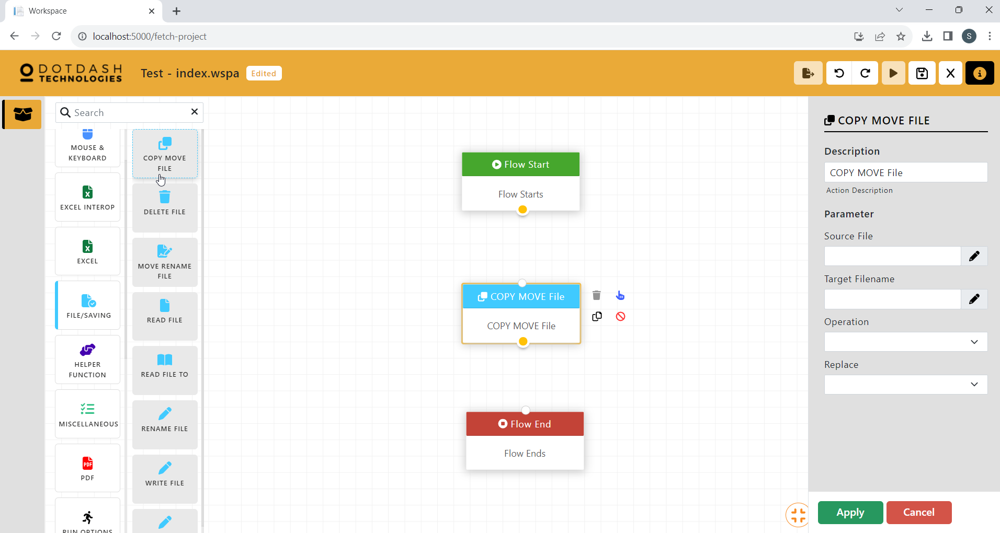 Workspace
localhost:5000/fetch-project
S
DOTDASH
TECHNOLOGIES
Test - index.wspa
Edited
Search
MOUSE &
KEYBOARD
EXCEL INTEROP
EXCEL
FILE/SAVING
HELPER
FUNCTION
MISCELLANEOUS
PDF
PDF
RUN OPTIONS
COPY MOVE
FILE
DELETE FILE
MOVE RENAME
FILE
READ FILE
READ FILE TO
RENAME FILE
WRITE FILE
Flow Start
Flow Starts
COPY MOVE File
COPY MOVE File
Flow End
Flow Ends
COPY MOVE FILE
Description
COPY MOVE File
Action Description
Parameter
Source File
Target Filename
Operation
Replace
Apply
Cancel